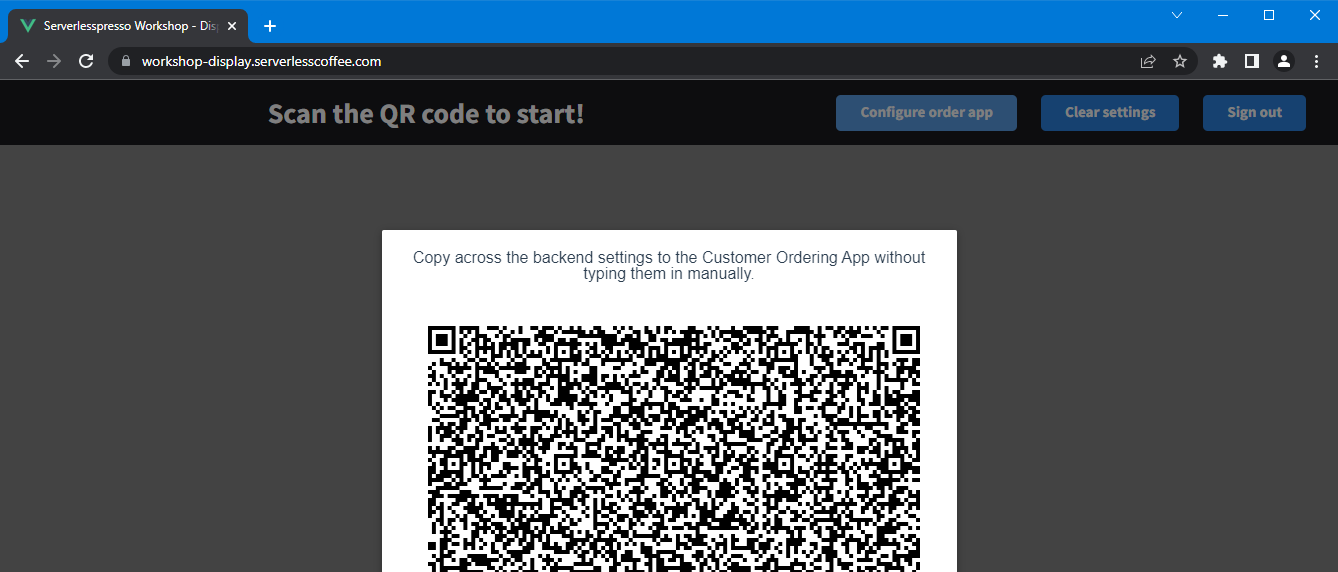 Serverlesspresso Workshop - Dis
workshop-display.serverlesscoffee.com
Scan the QR code to start!
Configure order app
Clear settings
Sign out
Copy across the backend settings to the Customer Ordering App without
typing them in manually.